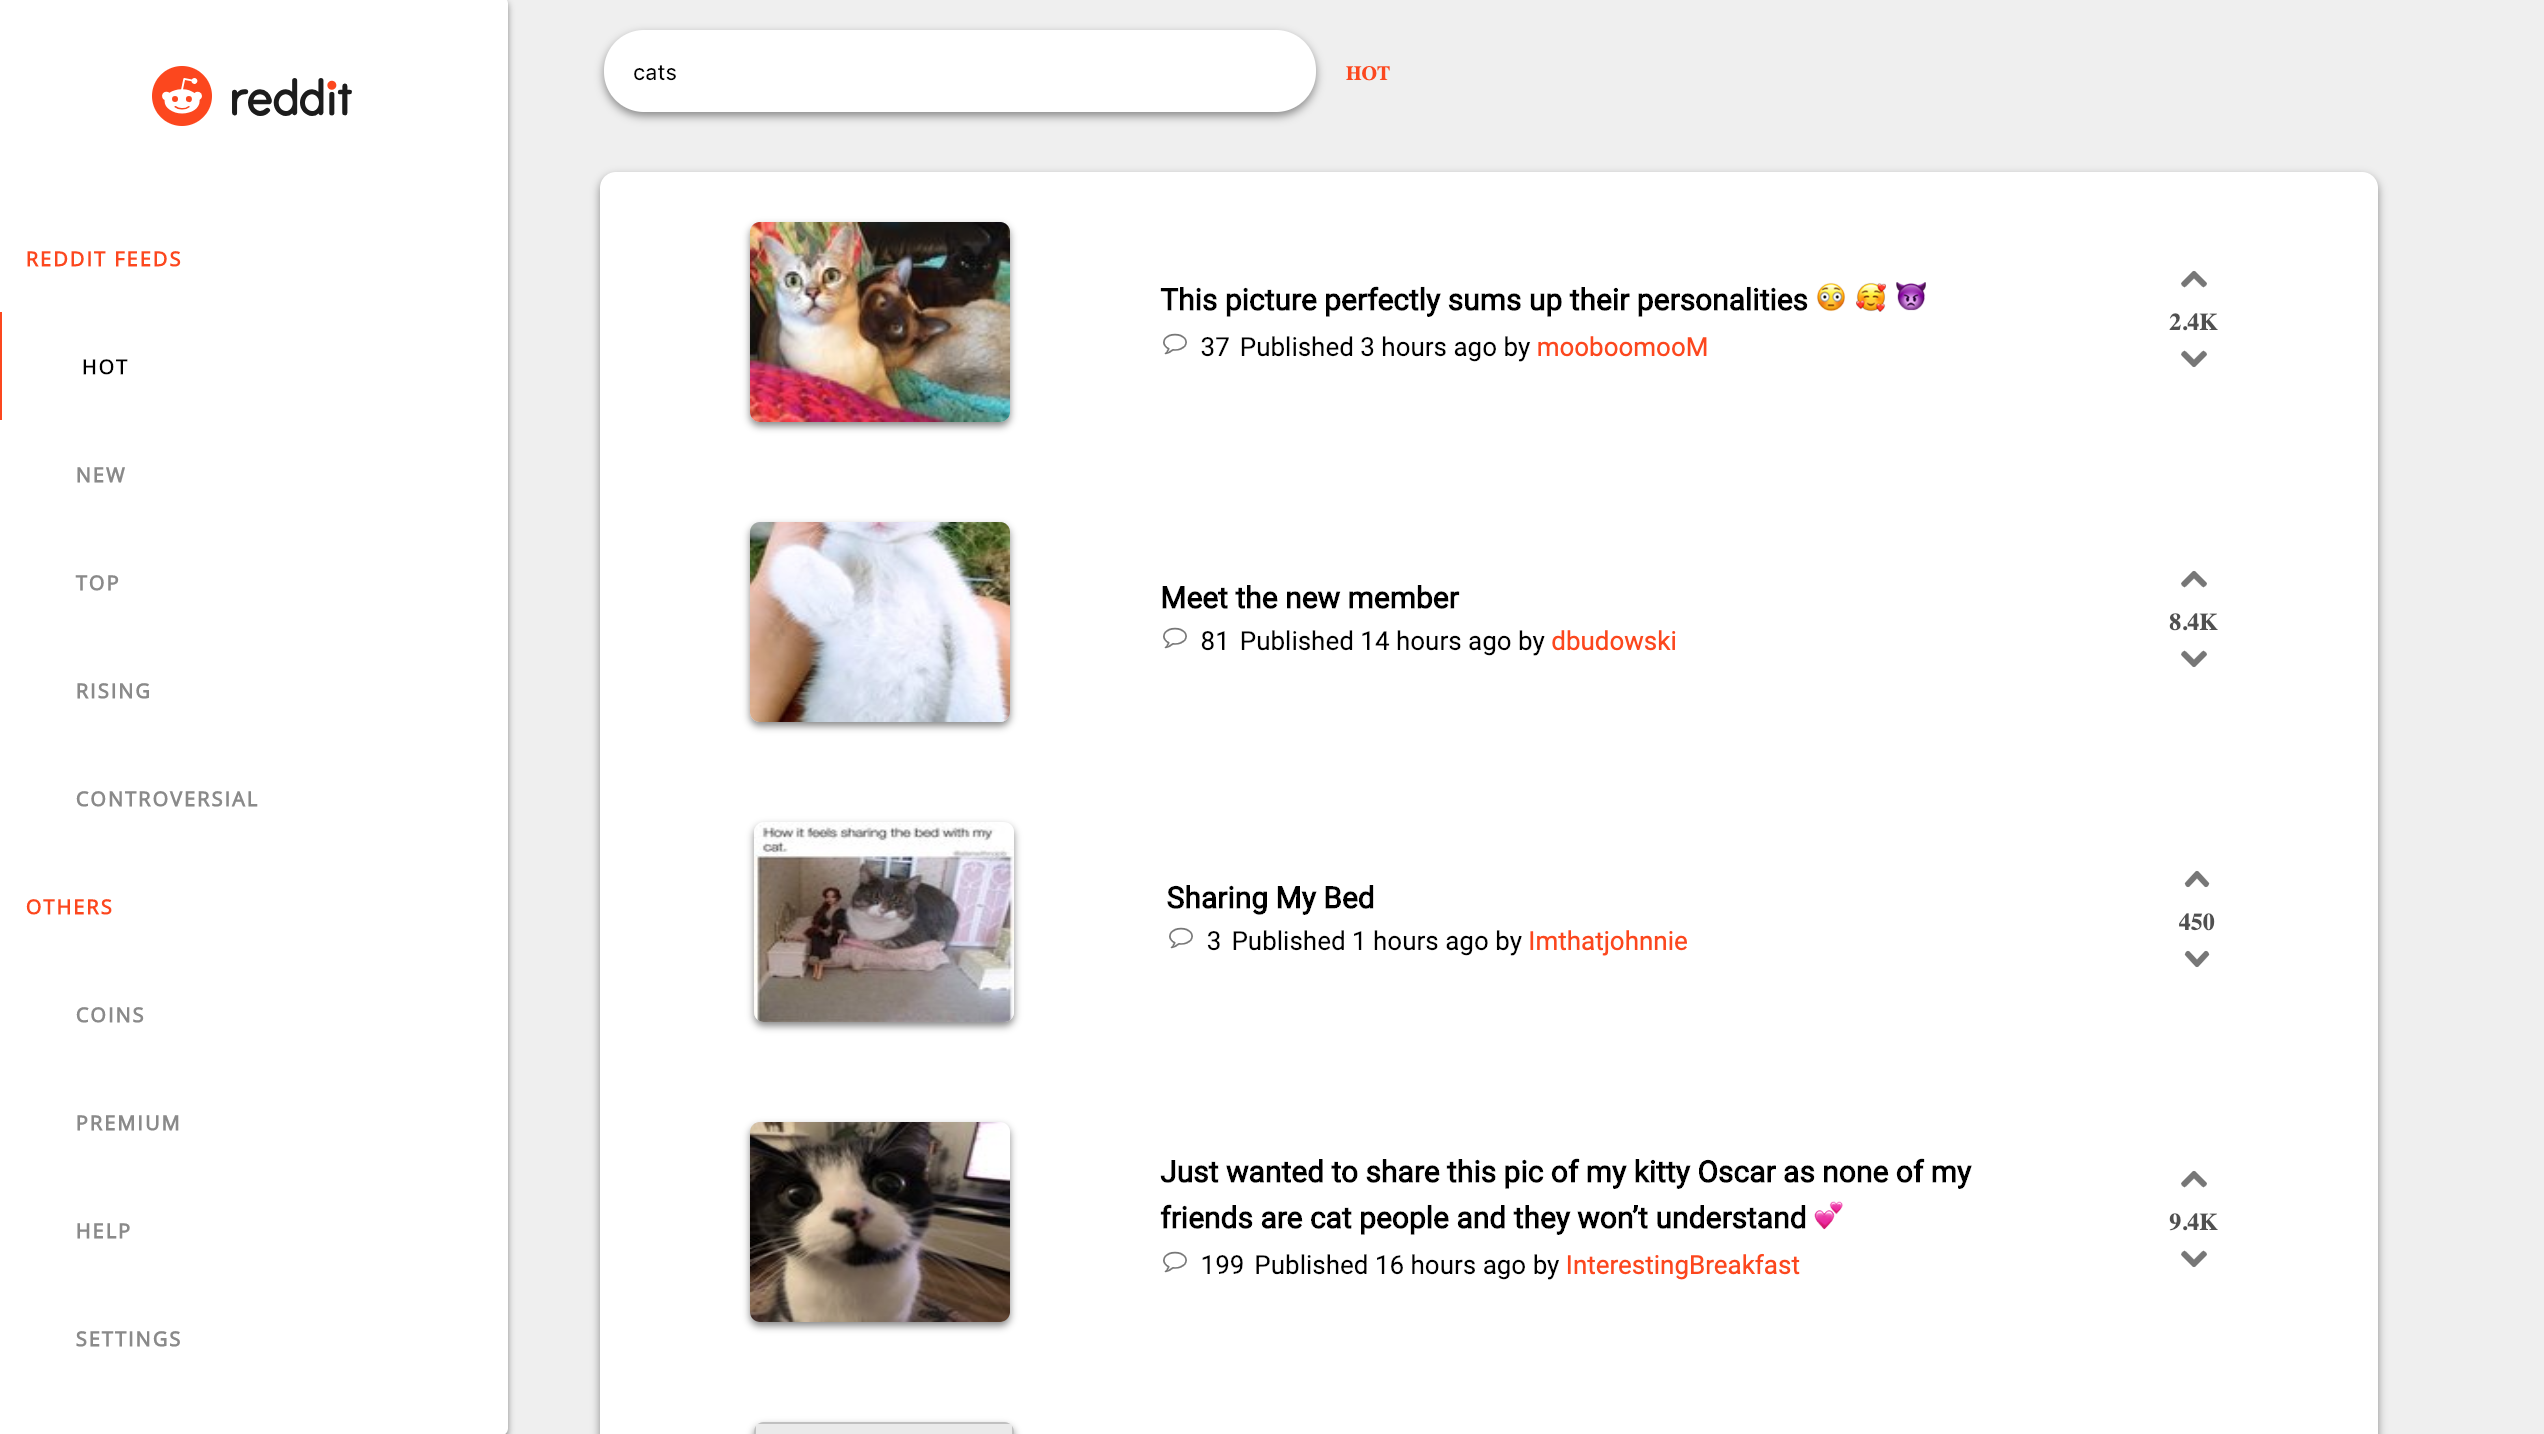 reddit
REDDIT FEEDS
HOT
NEW
TOP
RISING
CONTROVERSIAL
OTHERS
COINS
PREMIUM
HELP
SETTINGS
cats
HOT
This picture perfectly sums up their personalities 😳 🥰 👿
37 Published 3 hours ago by mooboomooM
2.4K
Meet the new member
81 Published 14 hours ago by dbudowski
8.4K
How it feels sharing the bed with my
cat.
Sharing My Bed
3 Published 1 hours ago by Imthatjohnnie
450
Just wanted to share this pic of my kitty Oscar as none of my
friends are cat people and they won’t understand 💕
199 Published 16 hours ago by InterestingBreakfast
9.4K